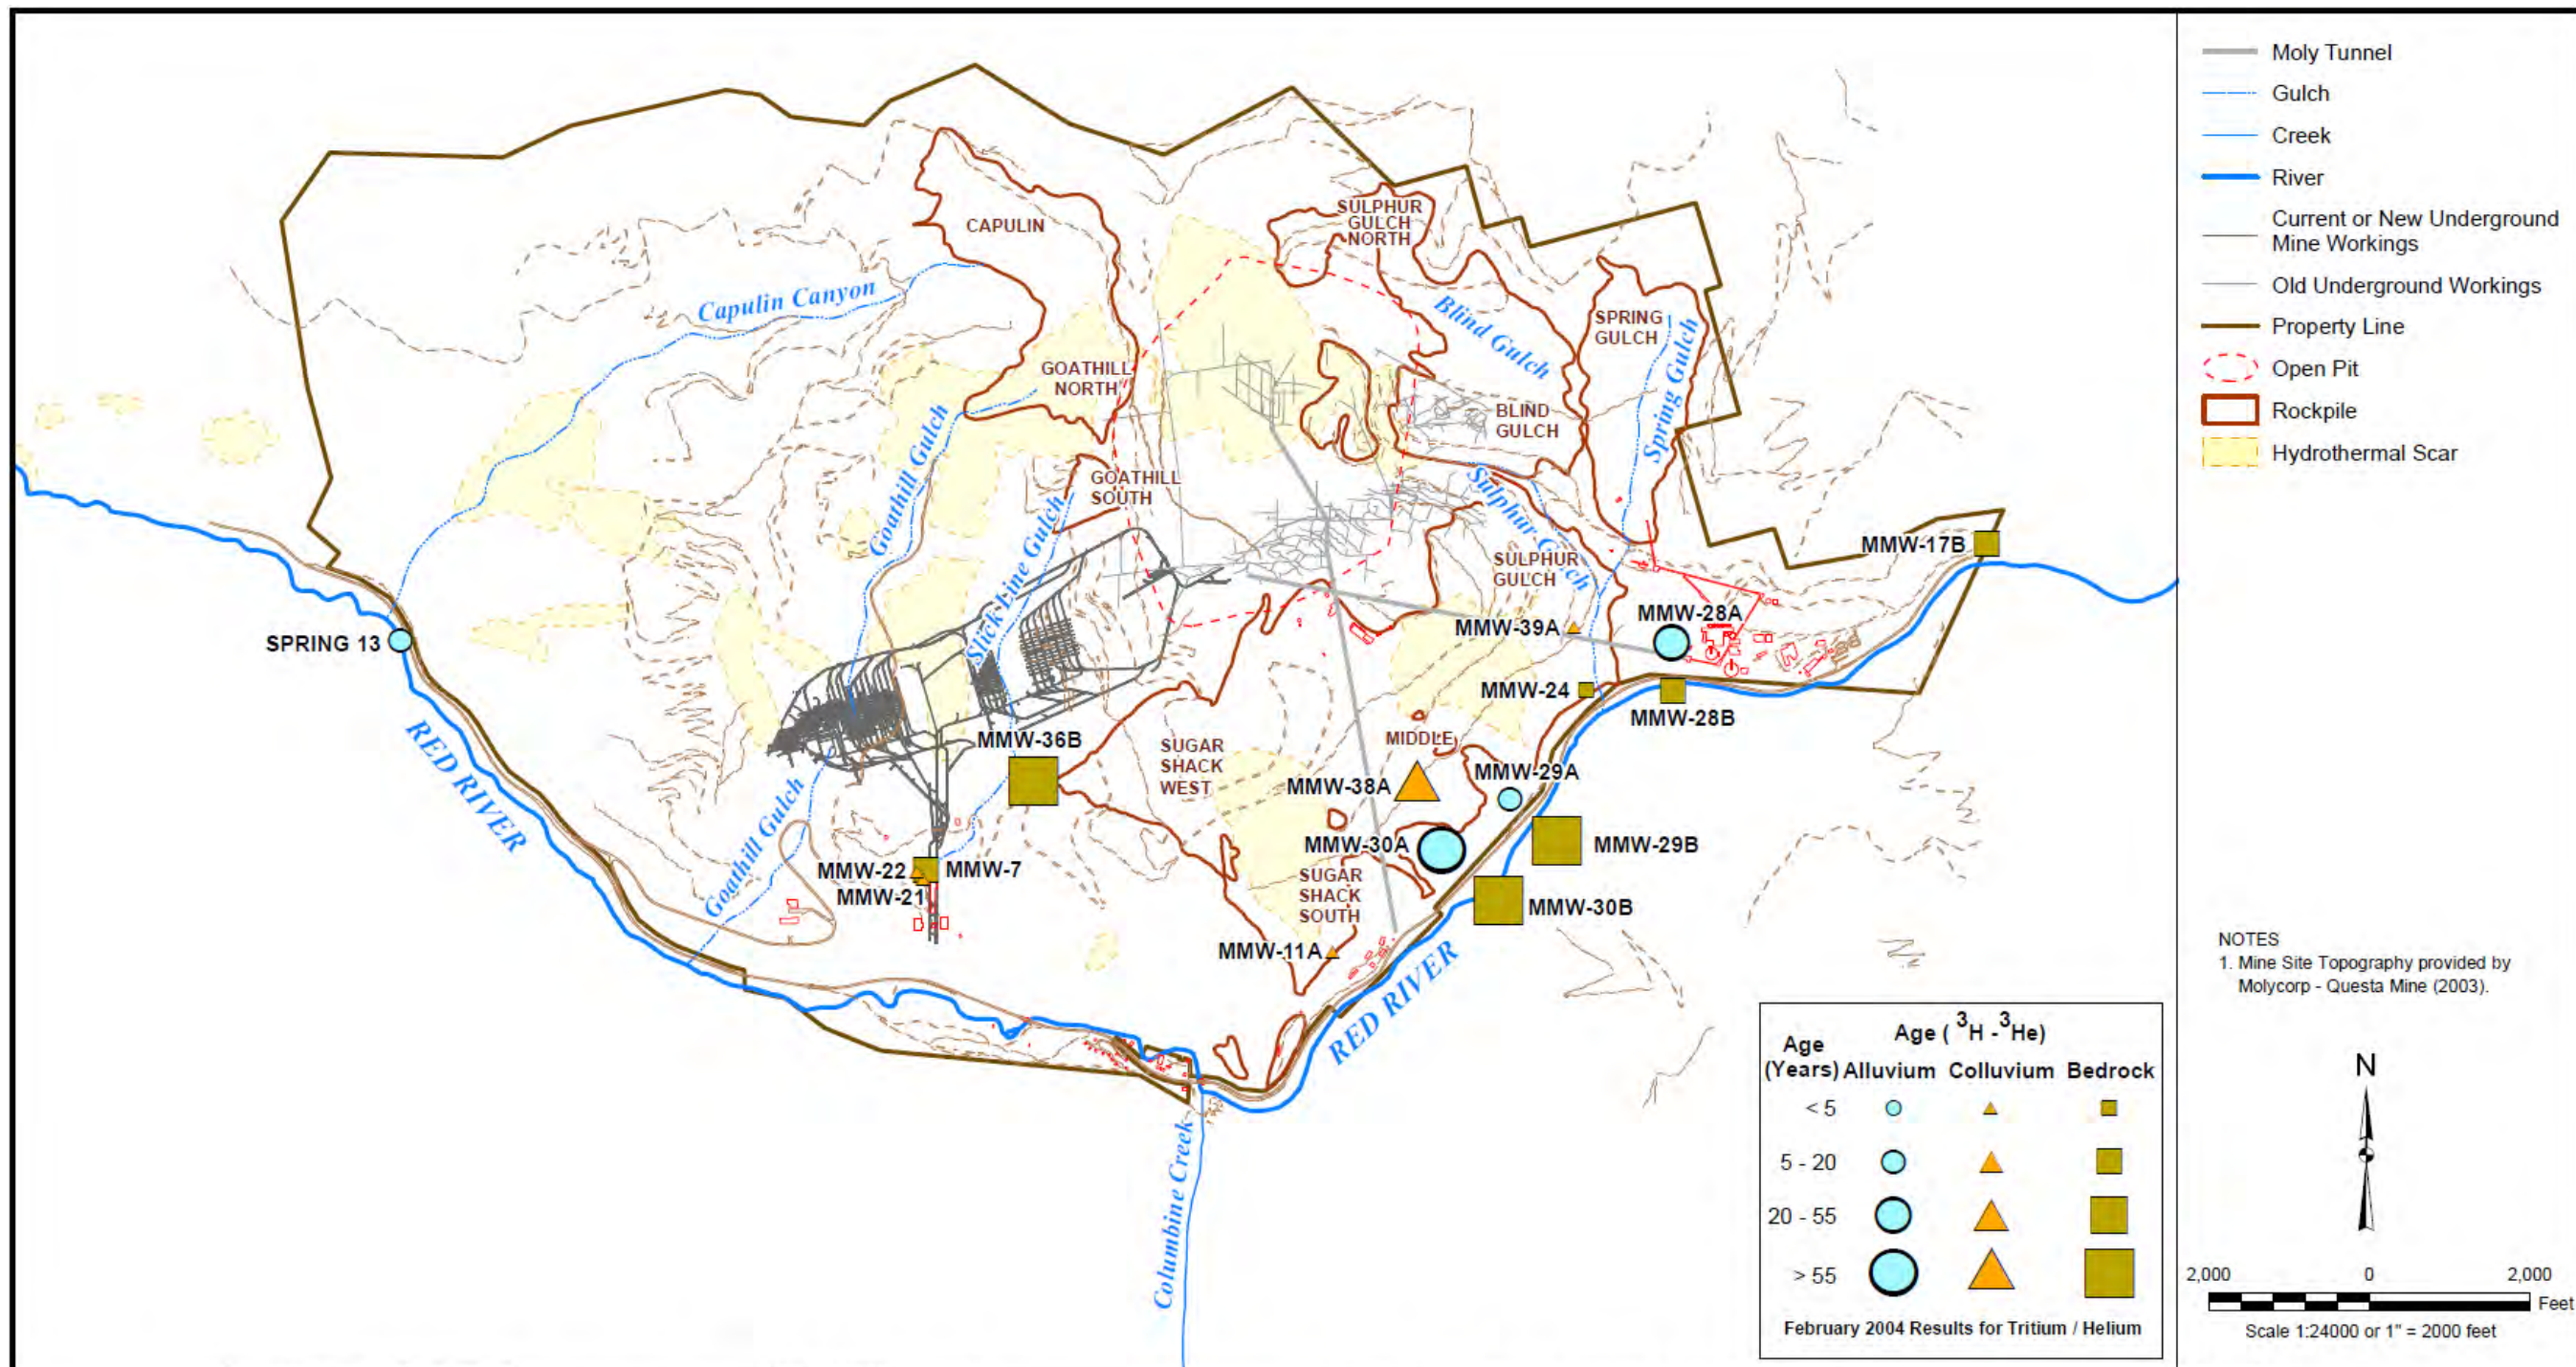 CAPULIN
SULPHUR
GULCH
NORTH
Capulin Canyon
Blind Gulch
SPRING
GULCH
Spring Gulch
GOATHILL
NORTH
BLIND
GULCH
Goathill Gulch
GOATHILL
SOUTH
Slick Line Gulch
Sulphur Gulch
SULPHUR
GULCH
MMW-17B
SPRING 13
MMW-39A
MMW-28A
MMW-24
MMW-28B
RED RIVER
MMW-36B
SUGAR
SHACK
WEST
MIDDLE
MMW-38A
MMW-29A
MMW-30A
MMW-29B
Goathill Gulch
MMW-22
MMW-7
MMW-21
SUGAR
SHACK
SOUTH
MMW-30B
MMW-11A
RED RIVER
Columbine Creek
Moly Tunnel
Gulch
Creek
River
Current or New Underground
Mine Workings
Old Underground Workings
Property Line
Open Pit
Rockpile
Hydrothermal Scar
NOTES
1. Mine Site Topography provided by
Molycorp - Questa Mine (2003).
Age ( ³H - ³He)
Age
(Years) Alluvium Colluvium Bedrock
< 5
5 - 20
20 - 55
> 55
February 2004 Results for Tritium / Helium
N
2,000 0 2,000
Feet
Scale 1:24000 or 1" = 2000 feet